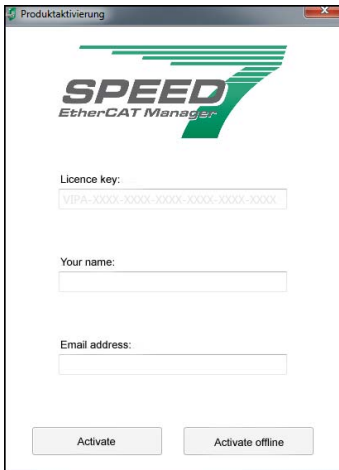 Produktaktivierung
SPEED7
EtherCAT Manager
Licence key:
VIPA-XXXX-XXXX-XXXX-XXXX-XXXX-XXXX
Your name:
Email address:
Activate
Activate offline